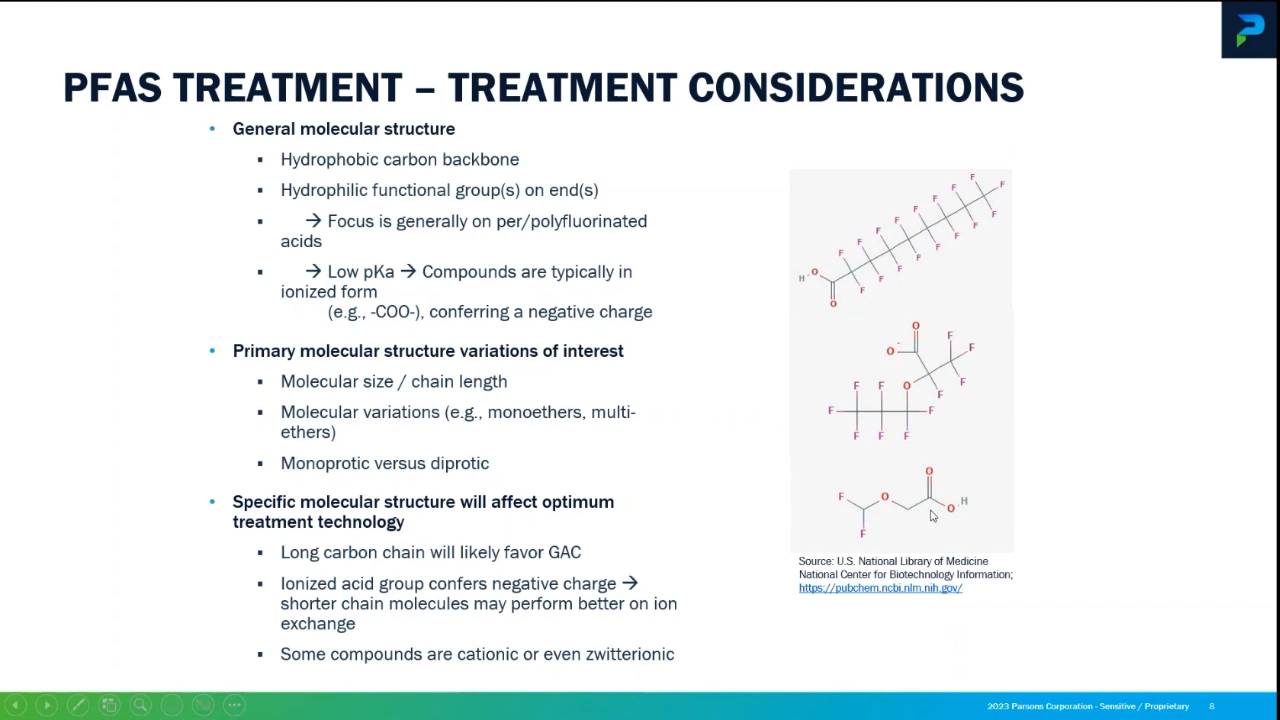 PFAS TREATMENT – TREATMENT CONSIDERATIONS
• General molecular structure
▪ Hydrophobic carbon backbone
▪ Hydrophilic functional group(s) on end(s)
▪ → Focus is generally on per/polyfluorinated
acids
▪ → Low pKa → Compounds are typically in
ionized form
(e.g., -COO-), conferring a negative charge
• Primary molecular structure variations of interest
▪ Molecular size / chain length
▪ Molecular variations (e.g., monoethers, multi-
ethers)
▪ Monoprotic versus diprotic
• Specific molecular structure will affect optimum
treatment technology
▪ Long carbon chain will likely favor GAC
▪ Ionized acid group confers negative charge →
shorter chain molecules may perform better on ion
exchange
▪ Some compounds are cationic or even zwitterionic
F F
F F
F F
F F
F F
F F
F F
F
H O
F
O
O
O -
F
F
F
O
F
F F
F F
F F F
O
F O H
O
F
Source: U.S. National Library of Medicine
National Center for Biotechnology Information;
https://pubchem.ncbi.nlm.nih.gov/
2023 Parsons Corporation - Sensitive / Proprietary 8